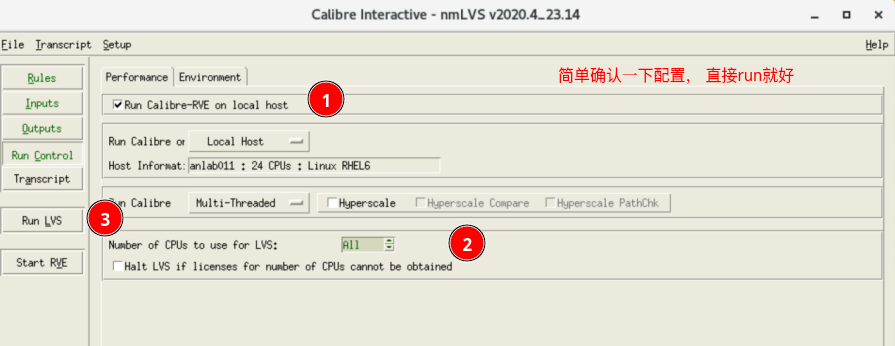 Calibre Interactive - nmLVS v2020.4_23.14
File Transcript Setup Help
Rules
Inputs
Outputs
Run Control
Transcript
Run LVS
Start RVE
Performance Environment
简单确认一下配置， 直接run就好
Run Calibre-RVE on local host
1
Run Calibre or Local Host
Host Informat: anlab011 : 24 CPUs : Linux RHEL6
Run Calibre Multi-Threaded Hyperscale Hyperscale Compare Hyperscale PathChk
3
Number of CPUs to use for LVS: All
2
Halt LVS if licenses for number of CPUs cannot be obtained